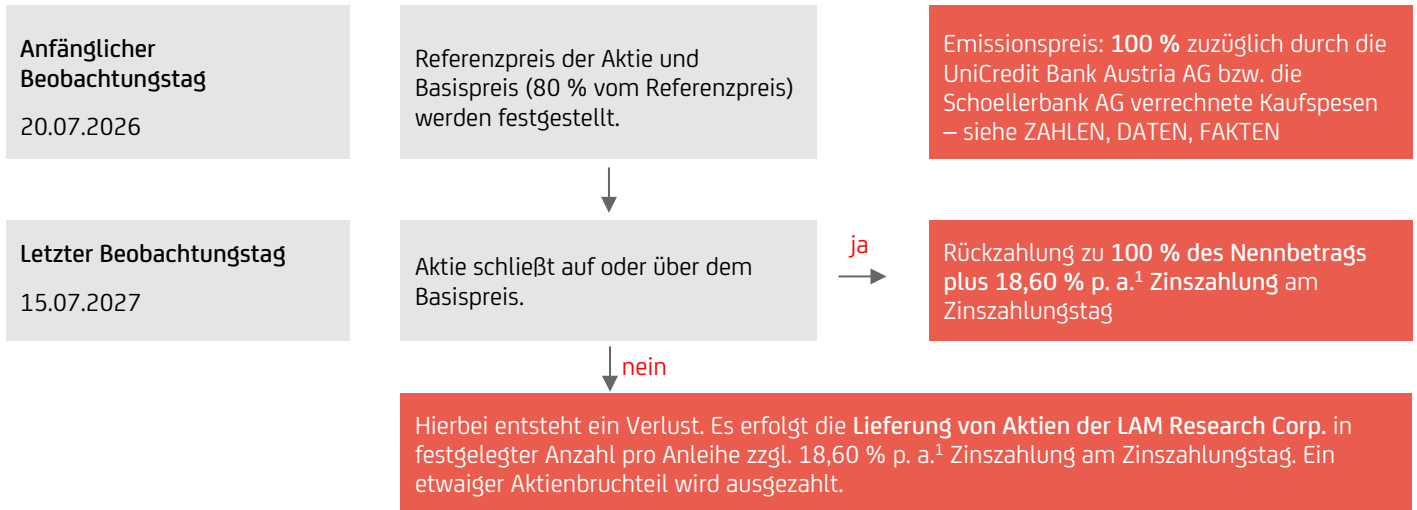 Anfänglicher
Beobachtungstag
20.07.2026
Referenzpreis der Aktie und
Basispreis (80 % vom Referenzpreis)
werden festgestellt.
Emissionspreis: 100 % zuzüglich durch die
UniCredit Bank Austria AG bzw. die
Schoellerbank AG verrechnete Kaufspesen
– siehe ZAHLEN, DATEN, FAKTEN
Letzter Beobachtungstag
15.07.2027
Aktie schließt auf oder über dem
Basispreis.
ja
Rückzahlung zu 100 % des Nennbetrags
plus 18,60 % p. a.¹ Zinszahlung am
Zinszahlungstag
nein
Hierbei entsteht ein Verlust. Es erfolgt die Lieferung von Aktien der LAM Research Corp. in
festgelegter Anzahl pro Anleihe zzgl. 18,60 % p. a.¹ Zinszahlung am Zinszahlungstag. Ein
etwaiger Aktienbruchteil wird ausgezahlt.